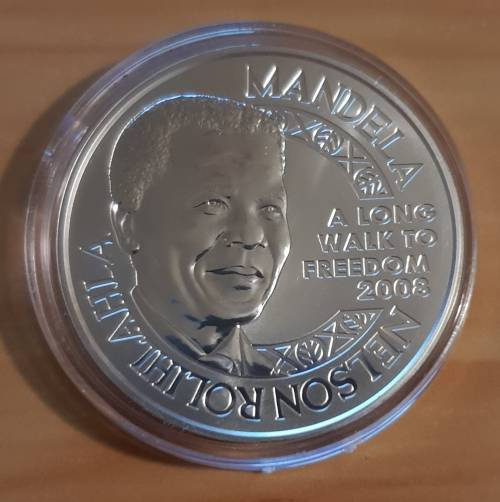 NELSON ROLIHLAHLA MANDELA
A LONG
WALK TO
FREEDOM
2008